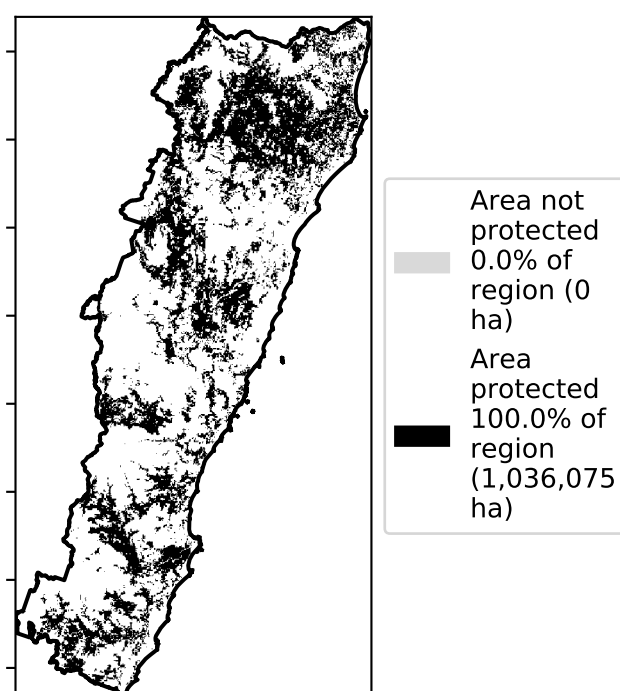 Area not
protected
0.0% of
region (0
ha)
Area
protected
100.0% of
region
(1,036,075
ha)